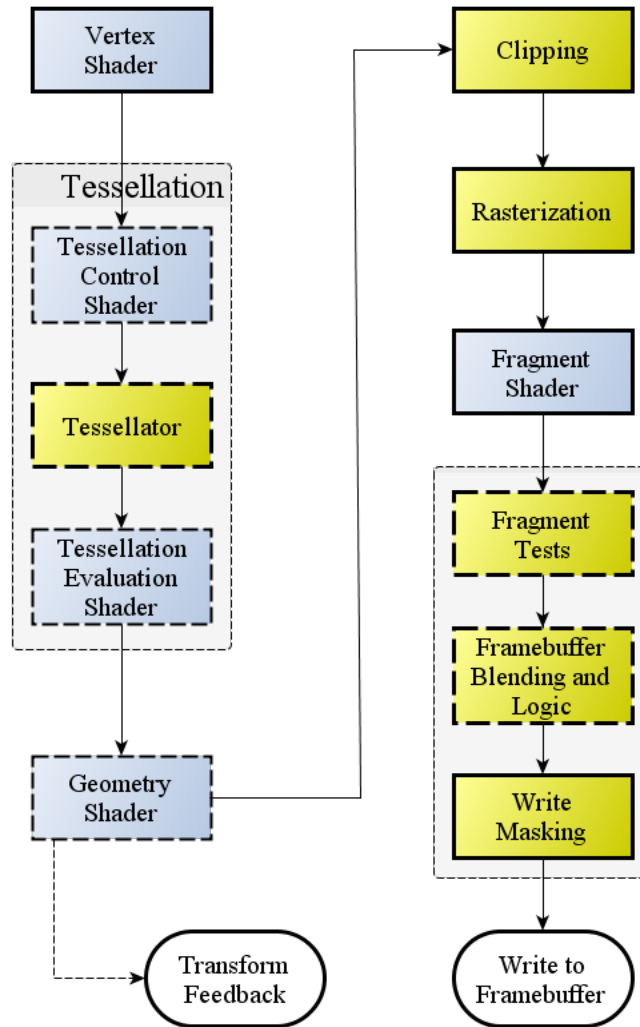 Vertex
Shader
Tessellation
Tessellation
Control
Shader
Tessellator
Tessellation
Evaluation
Shader
Geometry
Shader
Transform
Feedback
Clipping
Rasterization
Fragment
Shader
Fragment
Tests
Framebuffer
Blending and
Logic
Write
Masking
Write to
Framebuffer